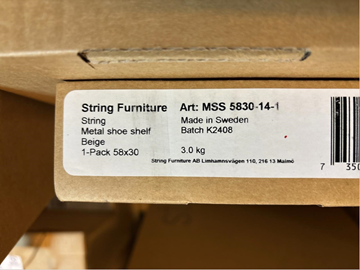 String Furniture Art: MSS 5830-14-1
String Made in Sweden
Metal shoe shelf Batch K2408
Beige
1-Pack 58x30 3.0 kg
String Furniture AB Limhamnsvägen 110, 216 13 Malmö
7 350